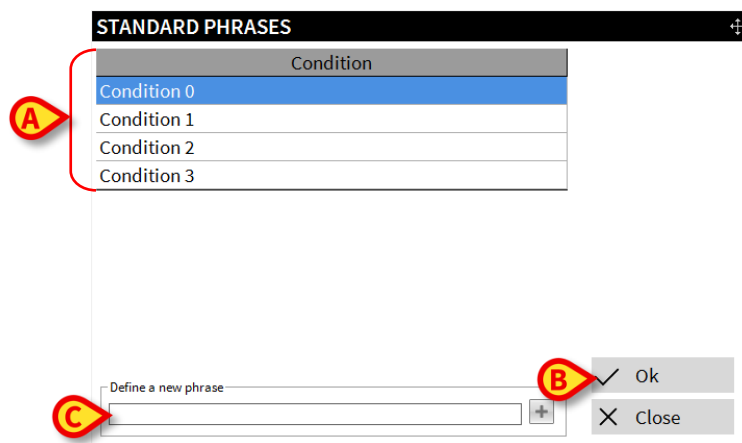 STANDARD PHRASES
Condition
Condition 0
A
Condition 1
Condition 2
Condition 3
Define a new phrase
B
Ok
C
+
Close